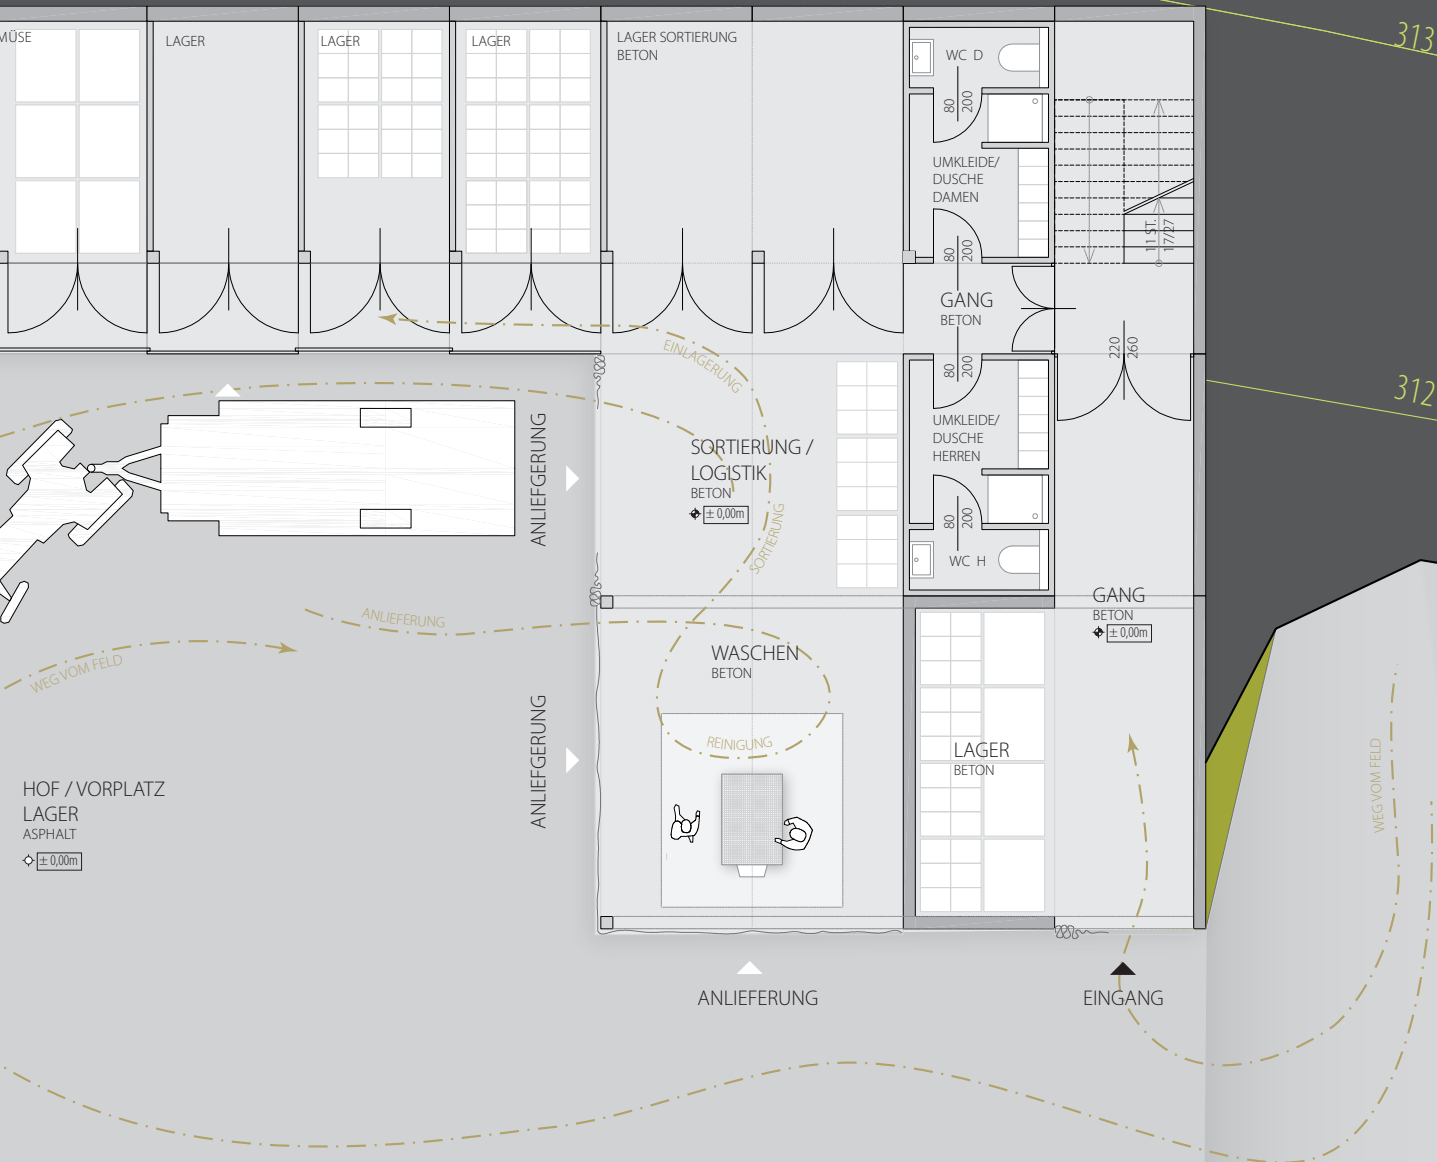 MÜSE
LAGER
LAGER
LAGER
LAGER SORTIERUNG
BETON
WC D
80
200
UMKLEIDE/
DUSCHE
DAMEN
80
200
11 ST.
17/27
313
GANG
BETON
220
260
80
200
312
EINLAGERUNG
UMKLEIDE/
DUSCHE
HERREN
SORTIERUNG /
LOGISTIK
BETON
± 0,00m
SORTIERUNG
80
200
WC H
ANLIEFGERUNG
ANLIEFERUNG
WEG VOM FELD
GANG
BETON
± 0,00m
WASCHEN
BETON
REINIGUNG
LAGER
BETON
ANLIEFGERUNG
WEG VOM FELD
HOF / VORPLATZ
LAGER
ASPHALT
± 0,00m
ANLIEFERUNG
EINGANG